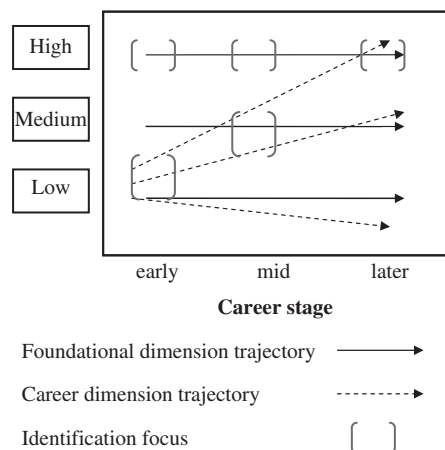 High
Medium
Low
early mid later
Career stage
Foundational dimension trajectory
Career dimension trajectory
Identification focus